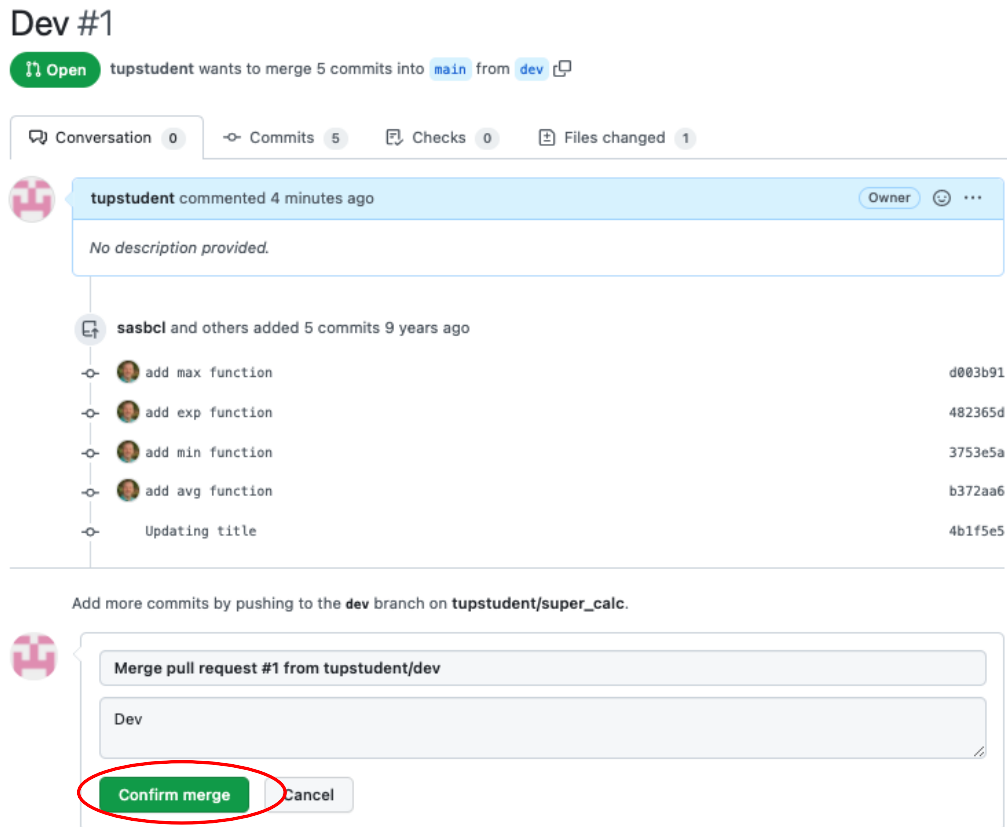 Dev #1
Open tupstudent wants to merge 5 commits into main from dev
Conversation 0 Commits 5 Checks 0 Files changed 1
tupstudent commented 4 minutes ago Owner
No description provided.
sasbcl and others added 5 commits 9 years ago
add max function d003b91
add exp function 482365d
add min function 3753e5a
add avg function b372aa6
Updating title 4b1f5e5
Add more commits by pushing to the dev branch on tupstudent/super_calc.
Merge pull request #1 from tupstudent/dev
Dev
Confirm merge Cancel